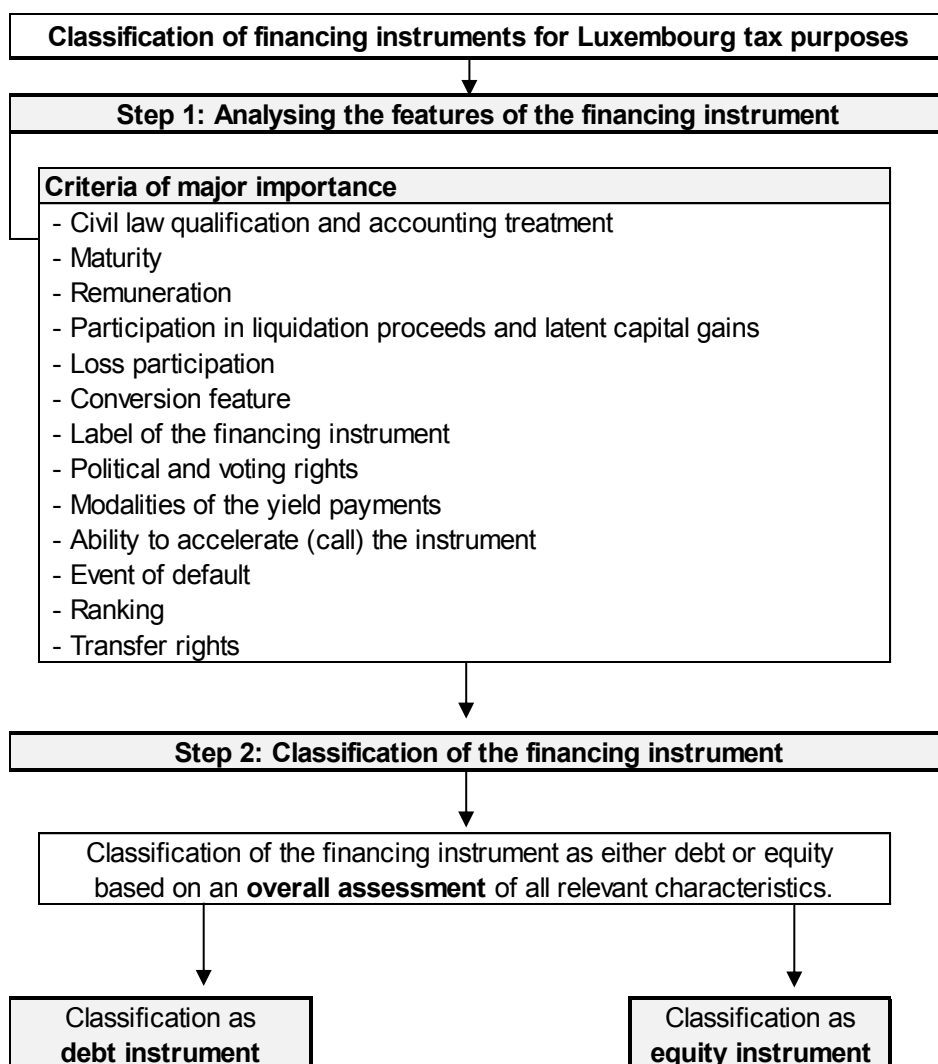 Classification of financing instruments for Luxembourg tax purposes
Step 1: Analysing the features of the financing instrument
Criteria of major importance
- Civil law qualification and accounting treatment
- Maturity
- Remuneration
- Participation in liquidation proceeds and latent capital gains
- Loss participation
- Conversion feature
- Label of the financing instrument
- Political and voting rights
- Modalities of the yield payments
- Ability to accelerate (call) the instrument
- Event of default
- Ranking
- Transfer rights
Step 2: Classification of the financing instrument
Classification of the financing instrument as either debt or equity
based on an overall assessment of all relevant characteristics.
Classification as
debt instrument
Classification as
equity instrument